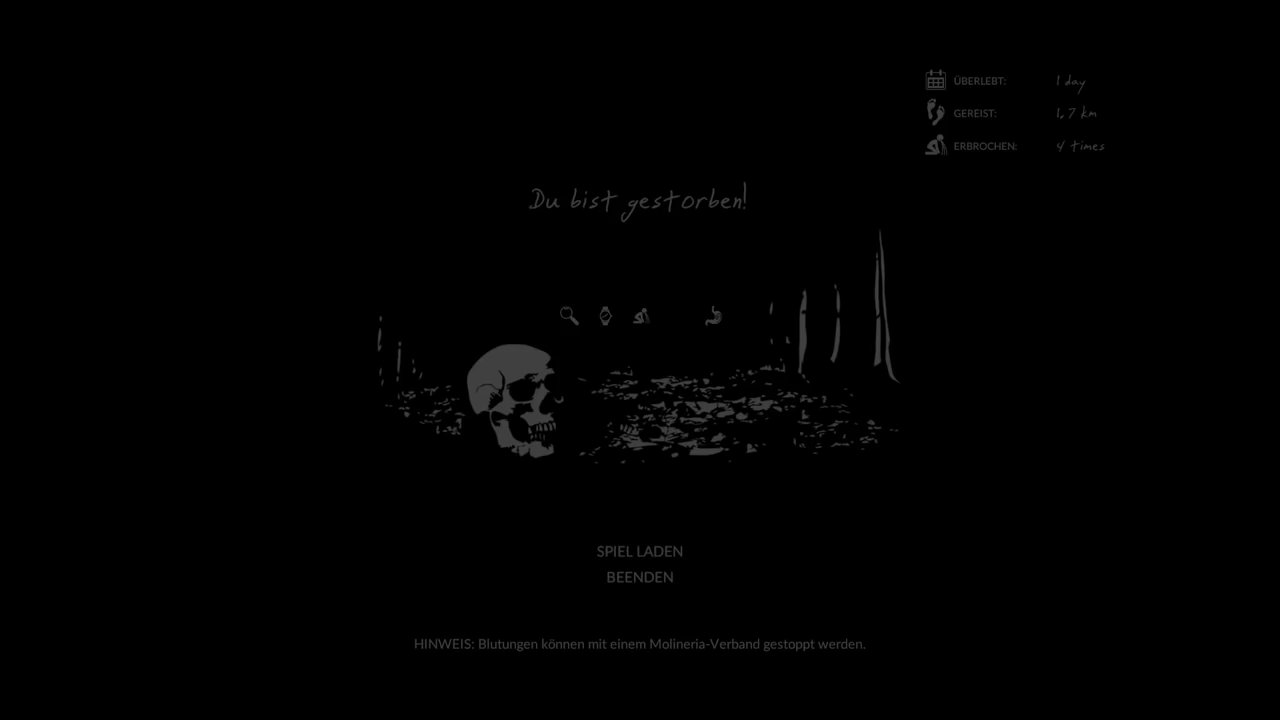 ÜBERLEBT: 1 day
GEREIST: 1,7 km
ERBROCHEN: 4 times
Du bist gestorben!
SPIEL LADEN
BEENDEN
HINWEIS: Blutungen können mit einem Molineria-Verband gestoppt werden.